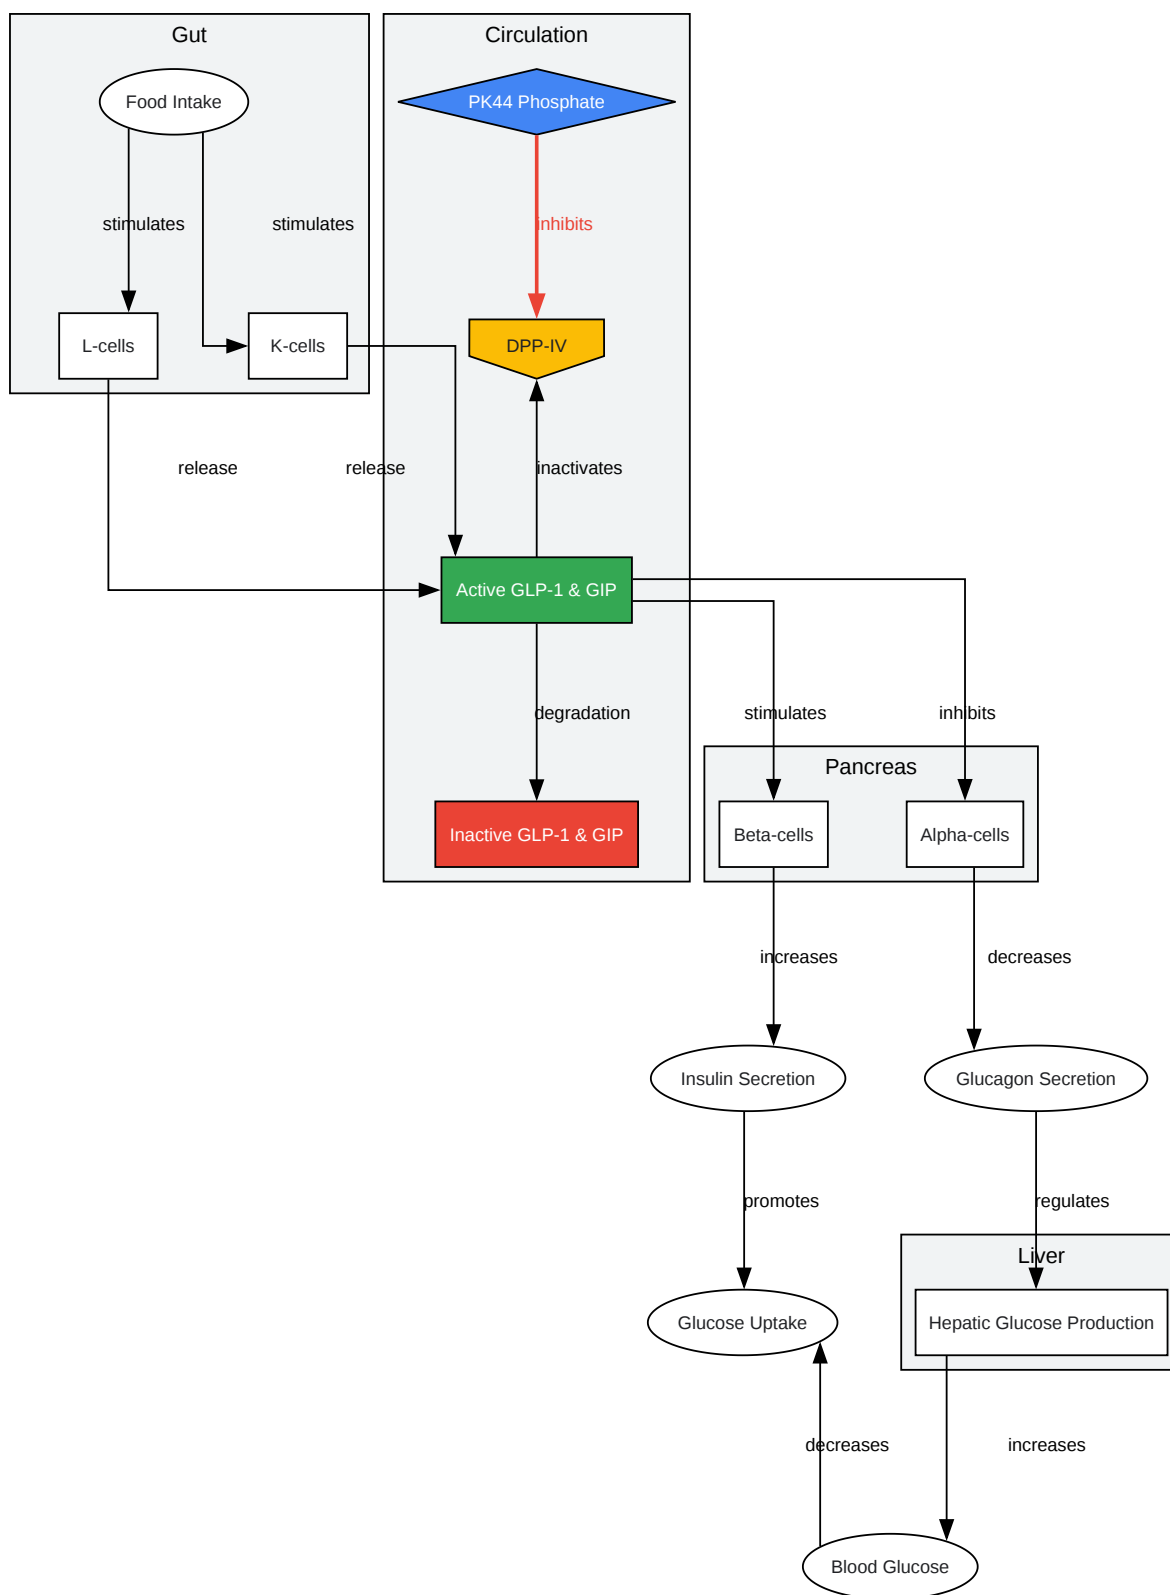 Gut
Circulation
Food Intake
PK44 Phosphate
stimulates
stimulates
inhibits
L-cells
K-cells
DPP-IV
release
release
inactivates
Active GLP-1 & GIP
degradation
stimulates
inhibits
Pancreas
Inactive GLP-1 & GIP
Beta-cells
Alpha-cells
increases
decreases
Insulin Secretion
Glucagon Secretion
promotes
regulates
Liver
Glucose Uptake
Hepatic Glucose Production
decreases
increases
Blood Glucose